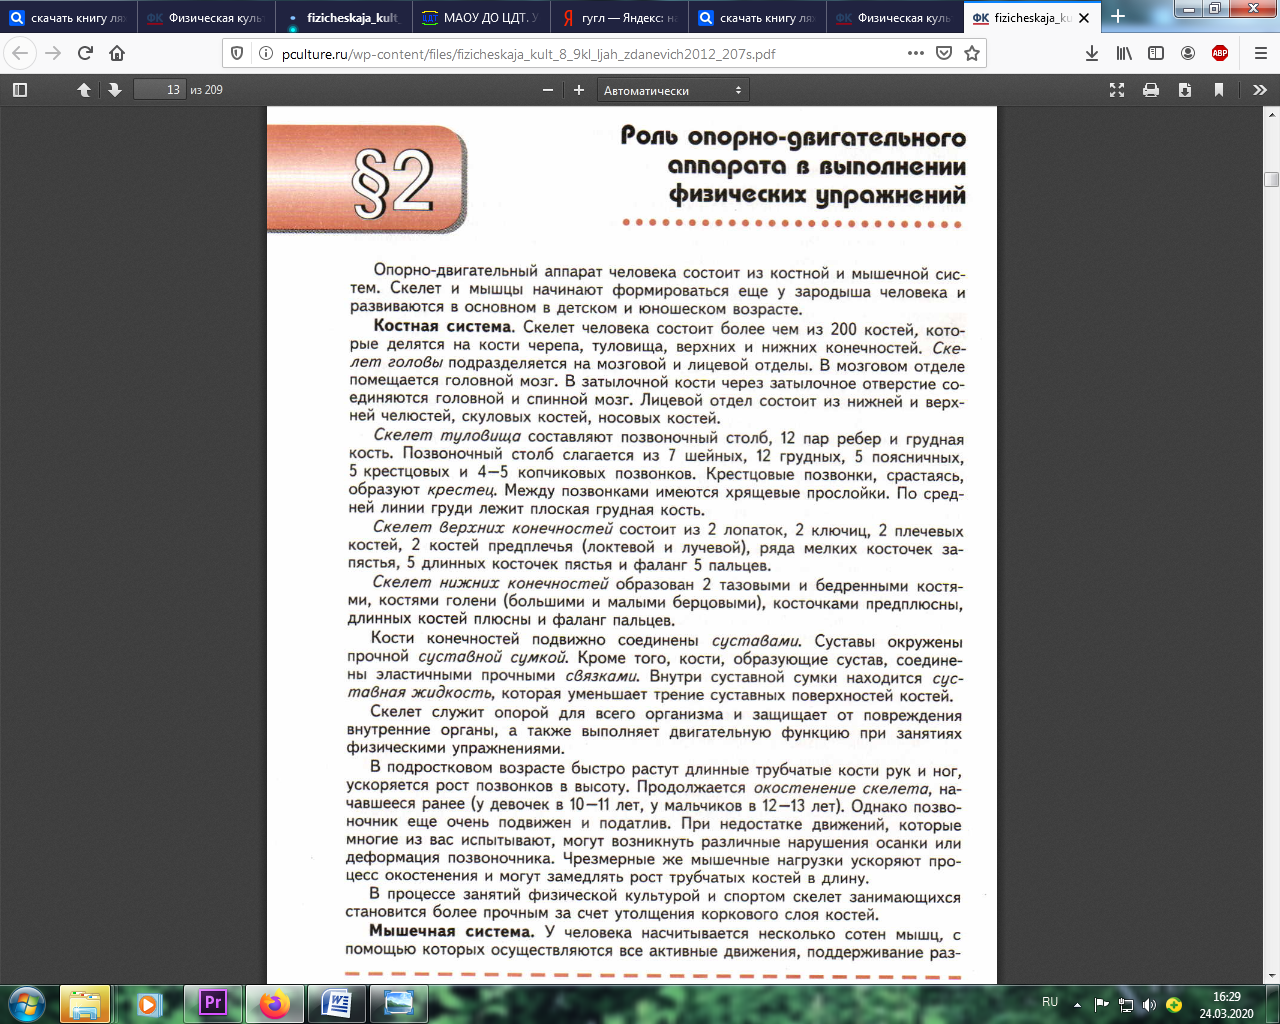 скачать книгу лях
Физическая куль
fizicheskaja_kult_
МАОУ ДО ЦДТ. У
гугл — Яндекс: на
скачать книгу лях
Физическая куль
fizicheskaja_ku
pculture.ru/wp-content/files/fizicheskaja_kult_8_9kl_ljah_zdanevich2012_207s.pdf
ABP
13 из 209
Автоматически
§2
Роль опорно-двигательного
аппарата в выполнении
физических упражнений
Опорно-двигательный аппарат человека состоит из костной и мышечной сис-
тем. Скелет и мышцы начинают формироваться еще у зародыша человека и
развиваются в основном в детском и юношеском возрасте.
Костная система. Скелет человека состоит более чем из 200 костей, кото-
рые делятся на кости черепа, туловища, верхних и нижних конечностей. Ске-
лет головы подразделяется на мозговой и лицевой отделы. В мозговом отделе
помещается головной мозг. В затылочной кости через затылочное отверстие со-
единяются головной и спинной мозг. Лицевой отдел состоит из нижней и верх-
ней челюстей, скуловых костей, носовых костей.
Скелет туловища составляют позвоночный столб, 12 пар ребер и грудная
кость. Позвоночный столб слагается из 7 шейных, 12 грудных, 5 поясничных,
5 крестцовых и 4—5 копчиковых позвонков. Крестцовые позвонки, срастаясь,
образуют крестец. Между позвонками имеются хрящевые прослойки. По сред-
ней линии груди лежит плоская грудная кость.
Скелет верхних конечностей состоит из 2 лопаток, 2 ключиц, 2 плечевых
костей, 2 костей предплечья (локтевой и лучевой), ряда мелких косточек за-
пястья, 5 длинных косточек пястья и фаланг 5 пальцев.
Скелет нижних конечностей образован 2 тазовыми и бедренными костя-
ми, костями голени (большими и малыми берцовыми), косточками предплюсны,
длинных костей плюсны и фаланг пальцев.
Кости конечностей подвижно соединены суставами. Суставы окружены
прочной суставной сумкой. Кроме того, кости, образующие сустав, соедине-
ны эластичными прочными связками. Внутри суставной сумки находится сус-
тавная жидкость, которая уменьшает трение суставных поверхностей костей.
Скелет служит опорой для всего организма и защищает от повреждения
внутренние органы, а также выполняет двигательную функцию при занятиях
физическими упражнениями.
В подростковом возрасте быстро растут длинные трубчатые кости рук и ног,
ускоряется рост позвонков в высоту. Продолжается окостенение скелета, на-
чавшееся ранее (у девочек в 10—11 лет, у мальчиков в 12—13 лет). Однако позво-
ночник еще очень подвижен и податлив. При недостатке движений, которые
многие из вас испытывают, могут возникнуть различные нарушения осанки или
деформация позвоночника. Чрезмерные же мышечные нагрузки ускоряют про-
цесс окостенения и могут замедлять рост трубчатых костей в длину.
В процессе занятий физической культурой и спортом скелет занимающихся
становится более прочным за счет утолщения коркового слоя костей.
Мышечная система. У человека насчитывается несколько сотен мышц, с
помощью которых осуществляются все активные движения, поддерживание раз-
Pr
RU
16:29
24.03.2020